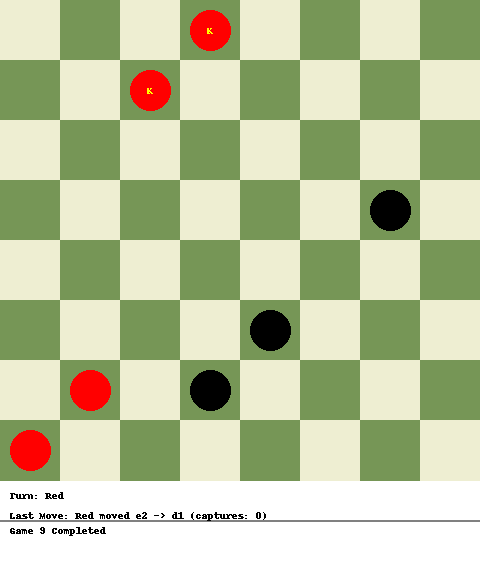 K
K
Turn: Red
Last Move: Red moved e2 -> d1 (captures: 0)
Game 9 Completed